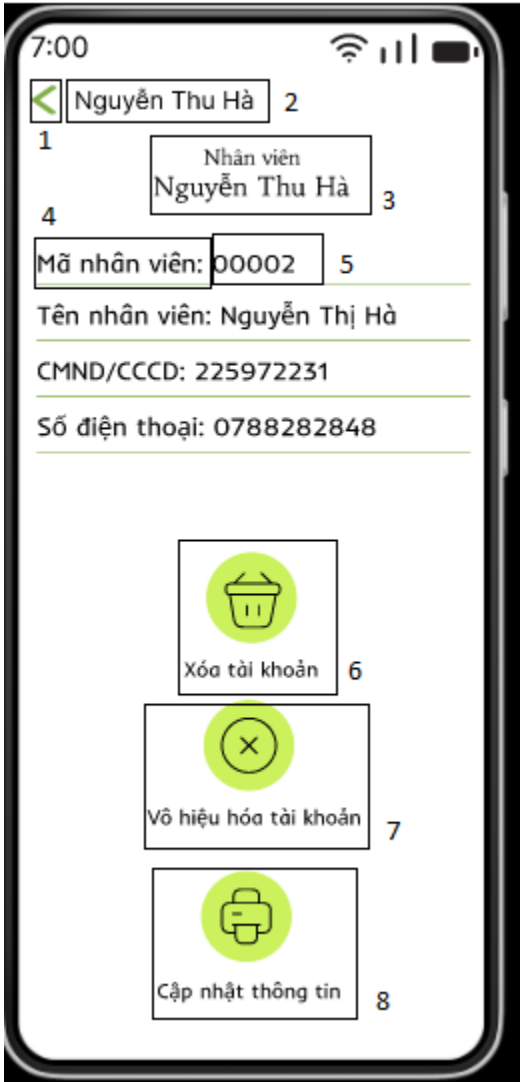 7:00
Nguyễn Thu Hà 2
1
Nhân viên
Nguyễn Thu Hà 3
4
Mã nhân viên: 00002 5
Tên nhân viên: Nguyễn Thị Hà
CMND/CCCD: 225972231
Số điện thoại: 0788282848
Xóa tài khoản 6
Vô hiệu hóa tài khoản 7
Cập nhật thông tin 8